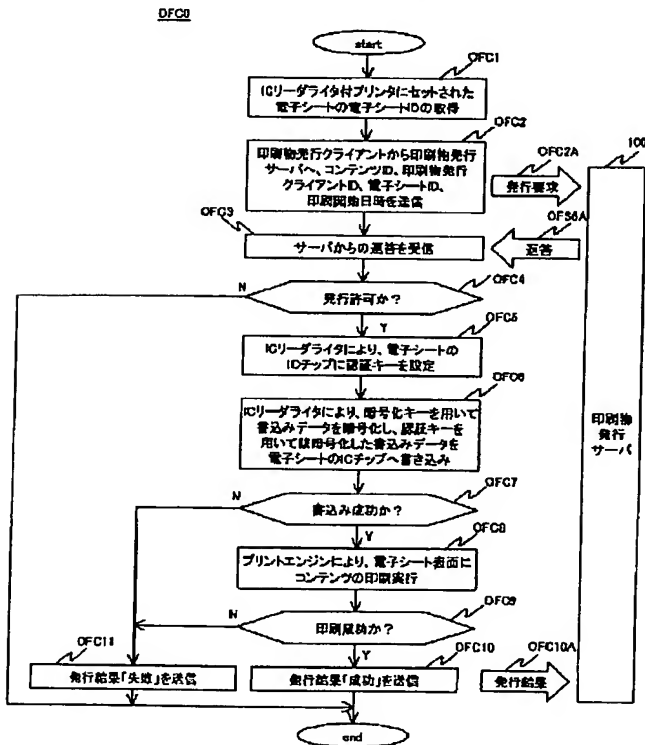 OFC0
start
OFC1
ICリーダライタ付プリンタにセットされた
電子シートの電子シートIDの取得
OFC2
印刷物発行クライアントから印刷物発行
サーバへ、コンテンツID、印刷物発行
クライアントID、電子シートID、
印刷開始日時を送信
OFC2A
発行要求
100
OFC3
サーバからの返答を受信
OFS6A
返答
OFC4
N
発行許可か？
Y
OFC5
ICリーダライタにより、電子シートの
ICチップに認証キーを設定
OFC6
ICリーダライタにより、暗号化キーを用いて
書込みデータを暗号化し、認証キーを
用いて該暗号化した書込みデータを
電子シートのICチップへ書き込み
印刷物
発行
サーバ
OFC7
N
書込み成功か？
Y
OFC8
プリントエンジンにより、電子シート表面に
コンテンツの印刷実行
OFC9
N
印刷成功か？
Y
OFC11
発行結果「失敗」を送信
OFC10
発行結果「成功」を送信
OFC10A
発行結果
end